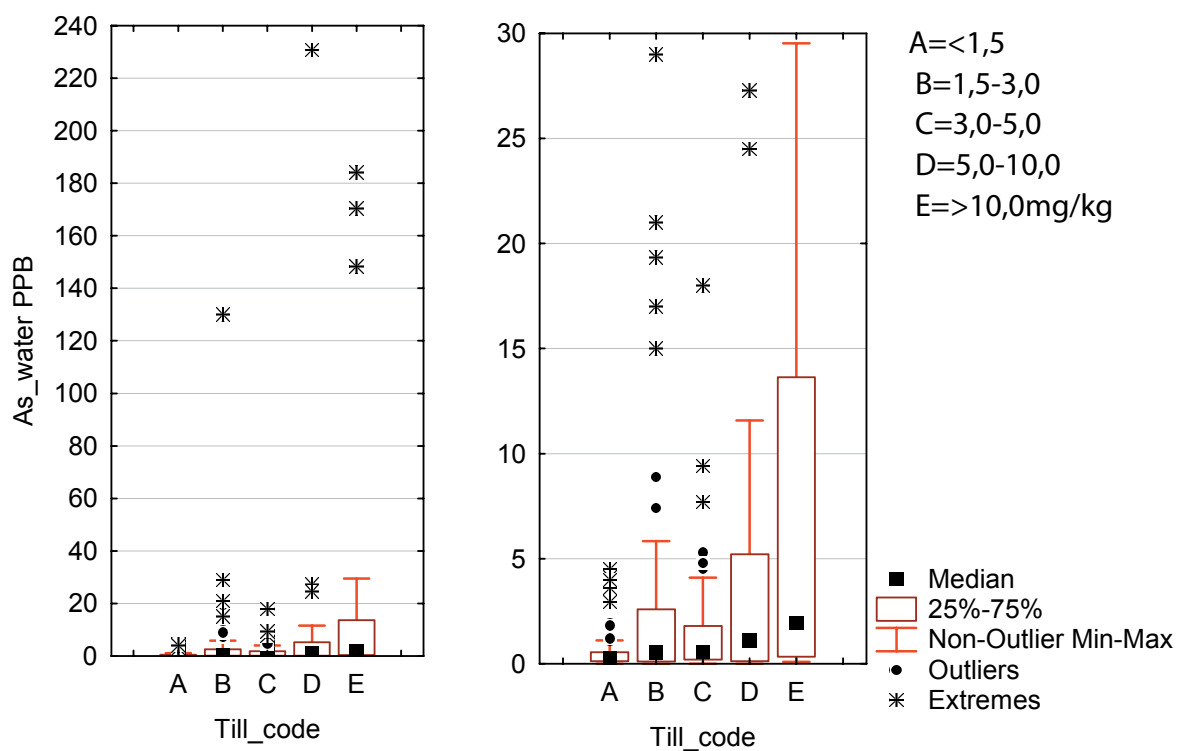 240
220
200
180
160
140
120
100
80
60
40
20
0
As_water PPB
A B C D E
Till_code
30
25
20
15
10
5
0
A B C D E
Till_code
A=<1,5
B=1,5-3,0
C=3,0-5,0
D=5,0-10,0
E=>10,0mg/kg
Median
25%-75%
Non-Outlier Min-Max
Outliers
Extremes